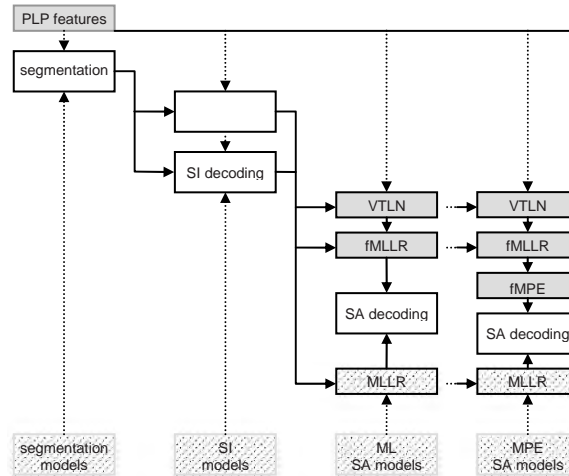 PLP features
segmentation
SI decoding
VTLN
VTLN
fMLLR
fMLLR
fMPE
SA decoding
SA decoding
MLLR
MLLR
segmentation
models
SI
models
ML
SA models
MPE
SA models